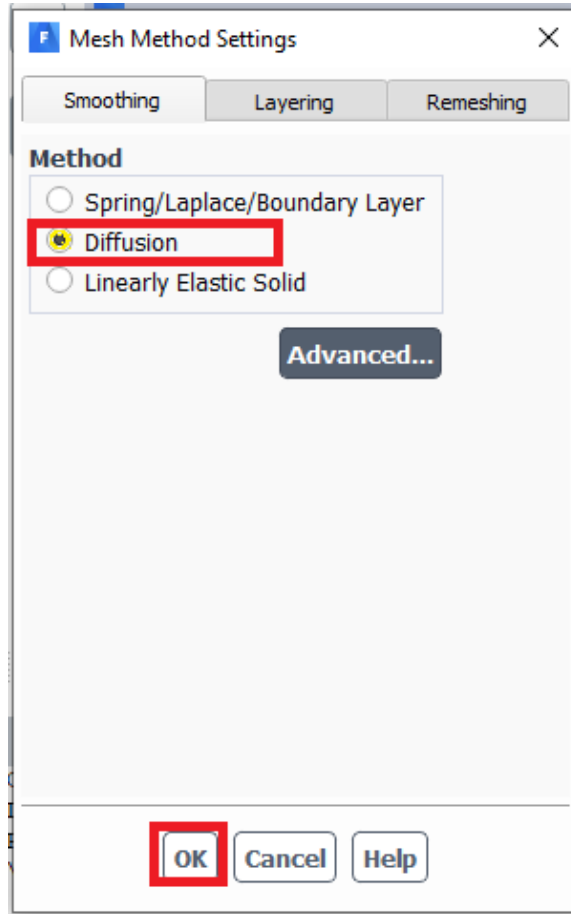 F Mesh Method Settings
Smoothing Layering Remeshing
Method
Spring/Laplace/Boundary Layer
Diffusion
Linearly Elastic Solid
Advanced...
OK Cancel Help